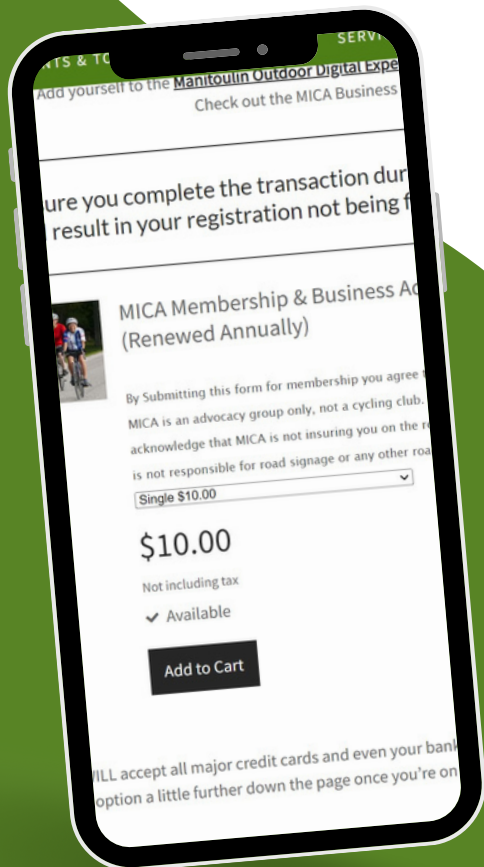 NTS & TO
SERVI
Add yourself to the Manitoulin Outdoor Digital Expe
Check out the MICA Business
ure you complete the transaction dur
result in your registration not being f
MICA Membership & Business Ad
(Renewed Annually)
By Submitting this form for membership you agree
MICA is an advocacy group only, not a cycling club.
acknowledge that MICA is not insuring you on the r
is not responsible for road signage or any other roa
Single $10.00
$10.00
Not including tax
✓ Available
Add to Cart
ILL accept all major credit cards and even your bank
option a little further down the page once you're on